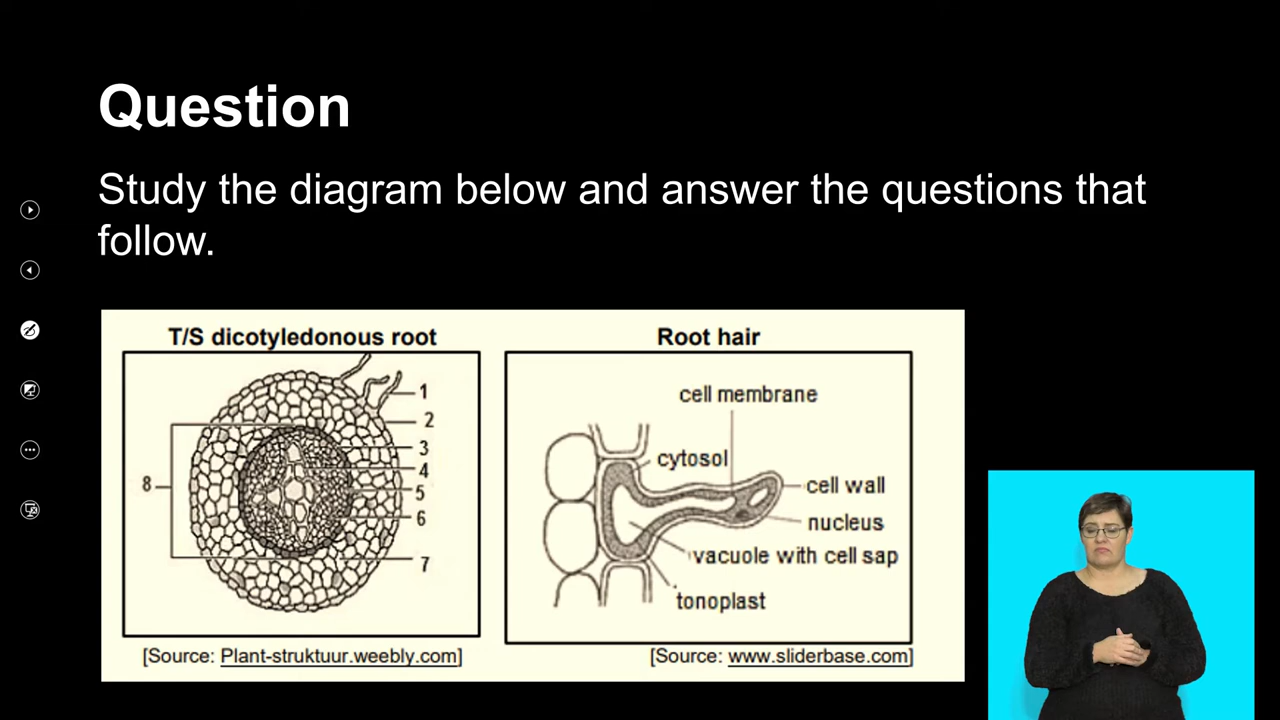 Question
Study the diagram below and answer the questions that
follow.
T/S dicotyledonous root
1
2
3
4
5
6
7
8
[Source: Plant-struktuur.weebly.com]
Root hair
cell membrane
cytosol
cell wall
nucleus
vacuole with cell sap
tonoplast
[Source: www.sliderbase.com]